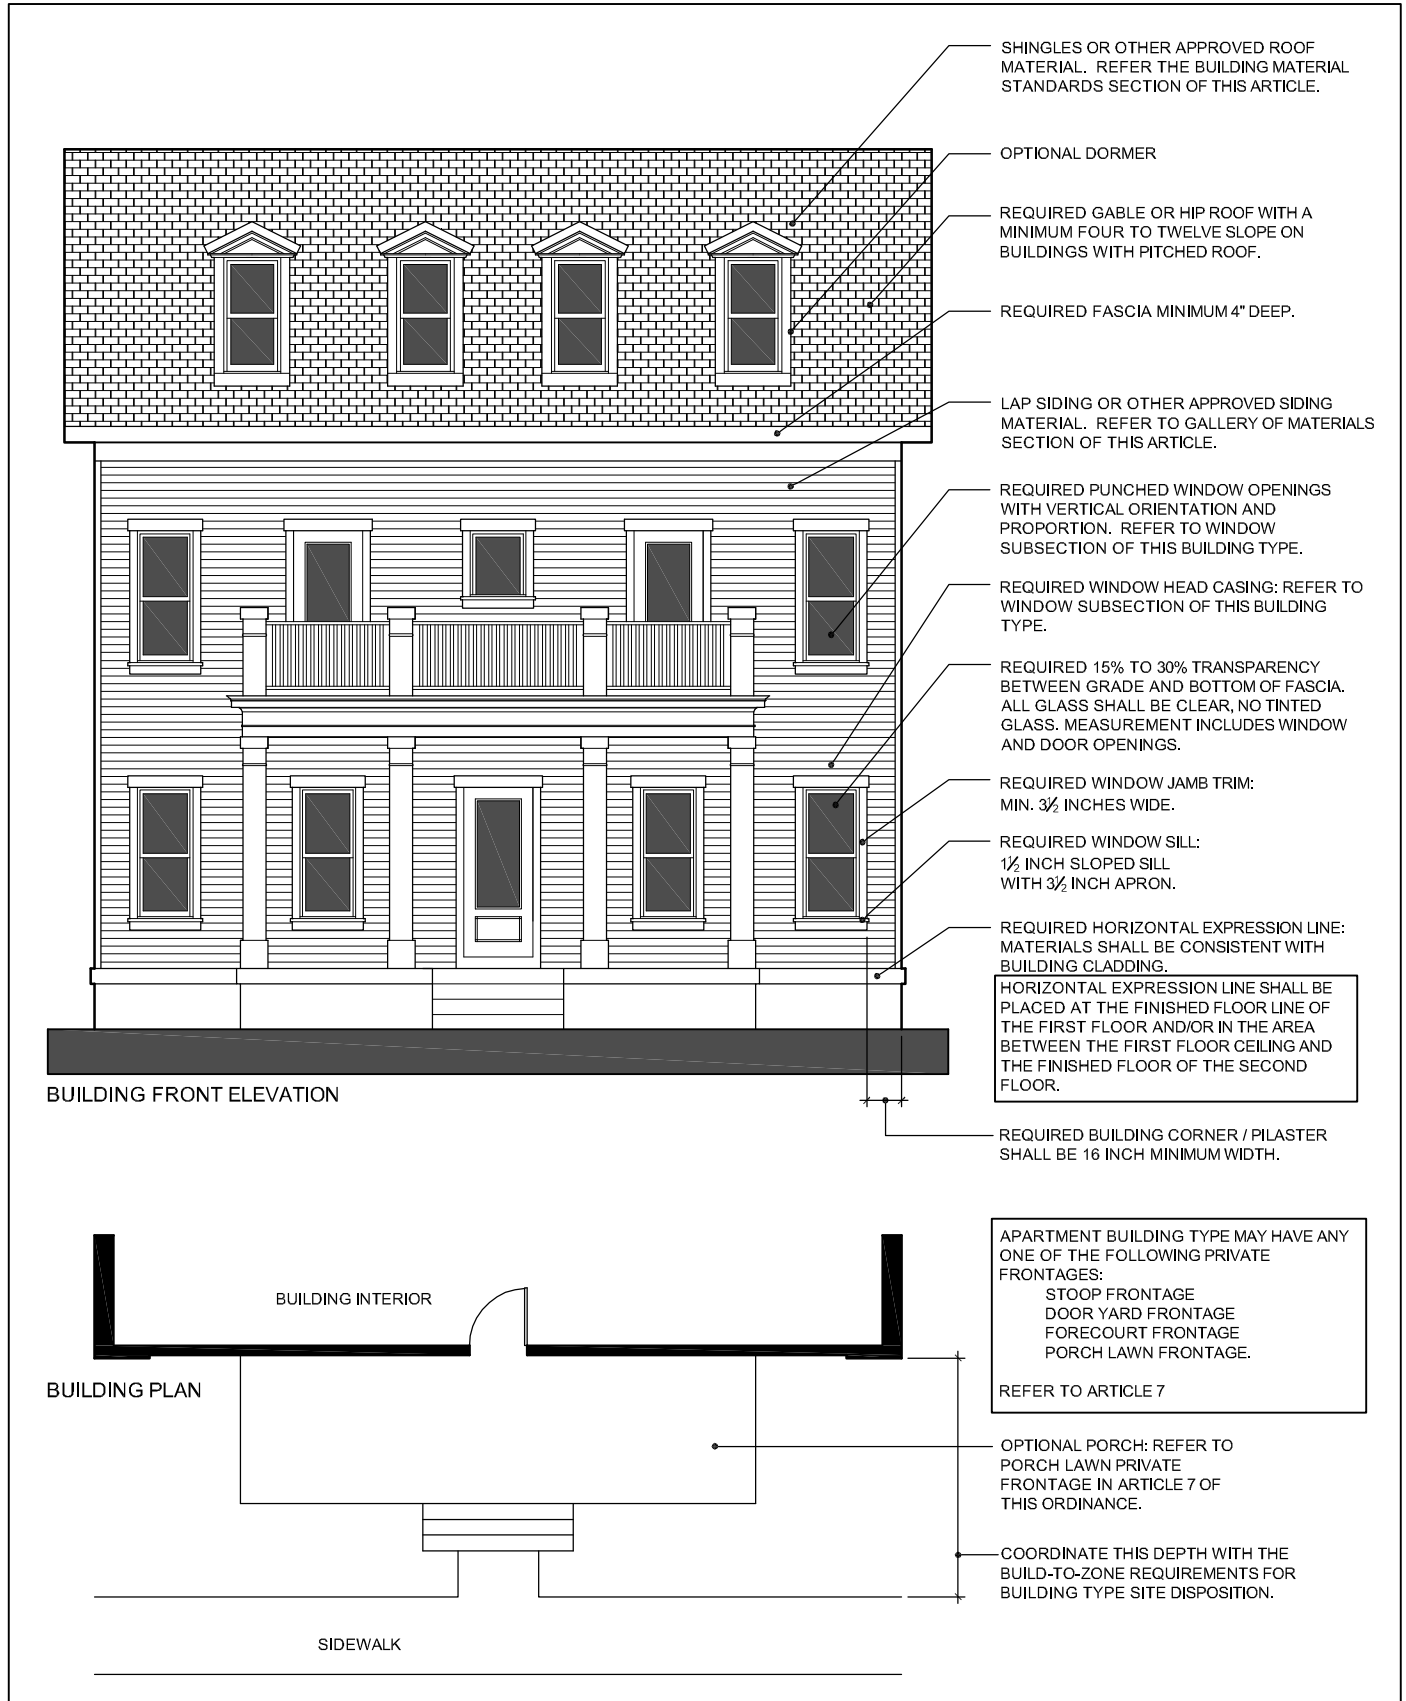 SHINGLES OR OTHER APPROVED ROOF
MATERIAL. REFER THE BUILDING MATERIAL
STANDARDS SECTION OF THIS ARTICLE.
OPTIONAL DORMER
REQUIRED GABLE OR HIP ROOF WITH A
MINIMUM FOUR TO TWELVE SLOPE ON
BUILDINGS WITH PITCHED ROOF.
REQUIRED FASCIA MINIMUM 4" DEEP.
LAP SIDING OR OTHER APPROVED SIDING
MATERIAL. REFER TO GALLERY OF MATERIALS
SECTION OF THIS ARTICLE.
REQUIRED PUNCHED WINDOW OPENINGS
WITH VERTICAL ORIENTATION AND
PROPORTION. REFER TO WINDOW
SUBSECTION OF THIS BUILDING TYPE.
REQUIRED WINDOW HEAD CASING: REFER TO
WINDOW SUBSECTION OF THIS BUILDING
TYPE.
REQUIRED 15% TO 30% TRANSPARENCY
BETWEEN GRADE AND BOTTOM OF FASCIA.
ALL GLASS SHALL BE CLEAR, NO TINTED
GLASS. MEASUREMENT INCLUDES WINDOW
AND DOOR OPENINGS.
REQUIRED WINDOW JAMB TRIM:
MIN. 3½ INCHES WIDE.
REQUIRED WINDOW SILL:
1½ INCH SLOPED SILL
WITH 3½ INCH APRON.
REQUIRED HORIZONTAL EXPRESSION LINE:
MATERIALS SHALL BE CONSISTENT WITH
BUILDING CLADDING.
HORIZONTAL EXPRESSION LINE SHALL BE
PLACED AT THE FINISHED FLOOR LINE OF
THE FIRST FLOOR AND/OR IN THE AREA
BETWEEN THE FIRST FLOOR CEILING AND
THE FINISHED FLOOR OF THE SECOND
FLOOR.
BUILDING FRONT ELEVATION
REQUIRED BUILDING CORNER / PILASTER
SHALL BE 16 INCH MINIMUM WIDTH.
APARTMENT BUILDING TYPE MAY HAVE ANY
ONE OF THE FOLLOWING PRIVATE
FRONTAGES:
STOOP FRONTAGE
DOOR YARD FRONTAGE
FORECOURT FRONTAGE
PORCH LAWN FRONTAGE.
REFER TO ARTICLE 7
BUILDING INTERIOR
BUILDING PLAN
OPTIONAL PORCH: REFER TO
PORCH LAWN PRIVATE
FRONTAGE IN ARTICLE 7 OF
THIS ORDINANCE.
COORDINATE THIS DEPTH WITH THE
BUILD-TO-ZONE REQUIREMENTS FOR
BUILDING TYPE SITE DISPOSITION.
SIDEWALK